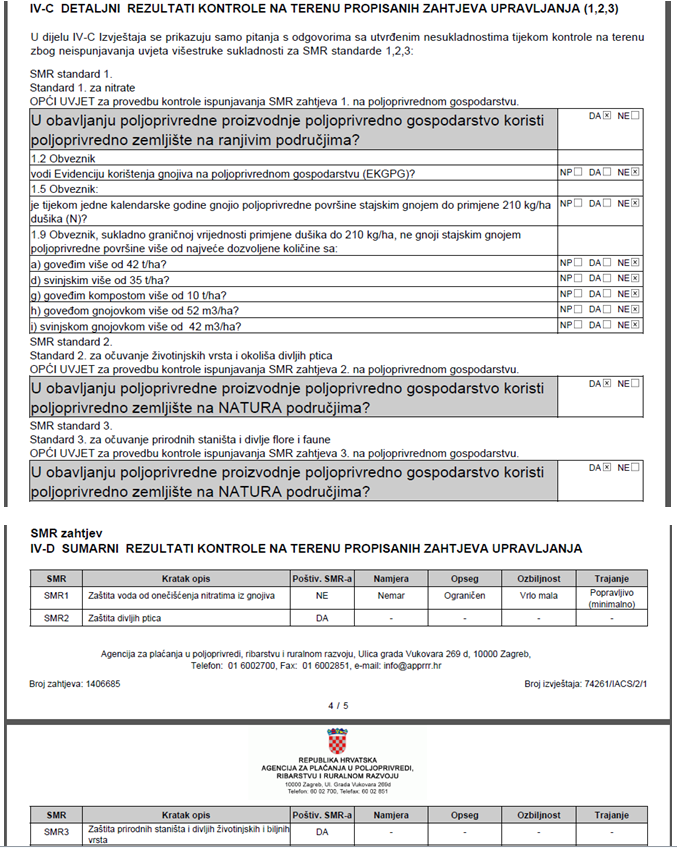 IV-C DETALJNI REZULTATI KONTROLE NA TERENU PROPISANIH ZAHTJEVA UPRAVLJANJA (1,2,3)
U dijelu IV-C Izvještaja se prikazuju samo pitanja s odgovorima sa utvrđenim nesukladnostima tijekom kontrole na terenu
zbog neispunjavanja uvjeta višestruke sukladnosti za SMR standarde 1,2,3:
SMR standard 1.
Standard 1. za nitrate
OPĆI UVJET za provedbu kontrole ispunjavanja SMR zahtjeva 1. na poljoprivrednom gospodarstvu.
U obavljanju poljoprivredne proizvodnje poljoprivredno gospodarstvo koristi DA☒ NE☐
poljoprivredno zemljište na ranjivim područjima?
1.2 Obveznik
vodi Evidenciju korištenja gnojiva na poljoprivrednom gospodarstvu (EKGPG)? NP☐ DA☐ NE☒
1.5 Obveznik:
je tijekom jedne kalendarske godine gnojio poljoprivredne površine stajskim gnojem do primjene 210 kg/ha NP☐ DA☐ NE☒
dušika (N)?
1.9 Obveznik, sukladno graničnoj vrijednosti primjene dušika do 210 kg/ha, ne gnoji stajskim gnojem
poljoprivredne površine više od najveće dozvoljene količine sa:
a) goveđim više od 42 t/ha? NP☐ DA☐ NE☒
d) svinjskim više od 35 t/ha? NP☐ DA☐ NE☒
g) goveđim kompostom više od 10 t/ha? NP☐ DA☐ NE☒
h) goveđom gnojovkom više od 52 m3/ha? NP☐ DA☐ NE☒
i) svinjskom gnojovkom više od 42 m3/ha? NP☐ DA☐ NE☒
SMR standard 2.
Standard 2. za očuvanje životinjskih vrsta i okoliša divljih ptica
OPĆI UVJET za provedbu kontrole ispunjavanja SMR zahtjeva 2. na poljoprivrednom gospodarstvu.
U obavljanju poljoprivredne proizvodnje poljoprivredno gospodarstvo koristi DA☒ NE☐
poljoprivredno zemljište na NATURA područjima?
SMR standard 3.
Standard 3. za očuvanje prirodnih staništa i divlje flore i faune
OPĆI UVJET za provedbu kontrole ispunjavanja SMR zahtjeva 3. na poljoprivrednom gospodarstvu.
U obavljanju poljoprivredne proizvodnje poljoprivredno gospodarstvo koristi DA☒ NE☐
poljoprivredno zemljište na NATURA područjima?
SMR zahtjev
IV-D SUMARNI REZULTATI KONTROLE NA TERENU PROPISANIH ZAHTJEVA UPRAVLJANJA
SMR Kratak opis Poštiv. SMR-a Namjera Opseg Ozbiljnost Trajanje
SMR1 Zaštita voda od onečišćenja nitratima iz gnojiva NE Nemar Ograničen Vrlo mala Popravljivo
(minimalno)
SMR2 Zaštita divljih ptica DA - - - -
Agencija za plaćanja u poljoprivredi, ribarstvu i ruralnom razvoju, Ulica grada Vukovara 269 d, 10000 Zagreb,
Telefon: 01 6002700, Fax: 01 6002851, e-mail: info@apprrr.hr
Broj zahtjeva: 1406685 Broj izvještaja: 74261/IACS/2/1
4 / 5
REPUBLIKA HRVATSKA
AGENCIJA ZA PLAĆANJA U POLJOPRIVREDI,
RIBARSTVU I RURALNOM RAZVOJU
10000 Zagreb, Ul. Grada Vukovara 269d
Telefon: 60 02 700, Telefax: 60 02 851
SMR Kratak opis Poštiv. SMR-a Namjera Opseg Ozbiljnost Trajanje
SMR3 Zaštita prirodnih staništa i divljih životinjskih i biljnih DA - - - -
vrsta